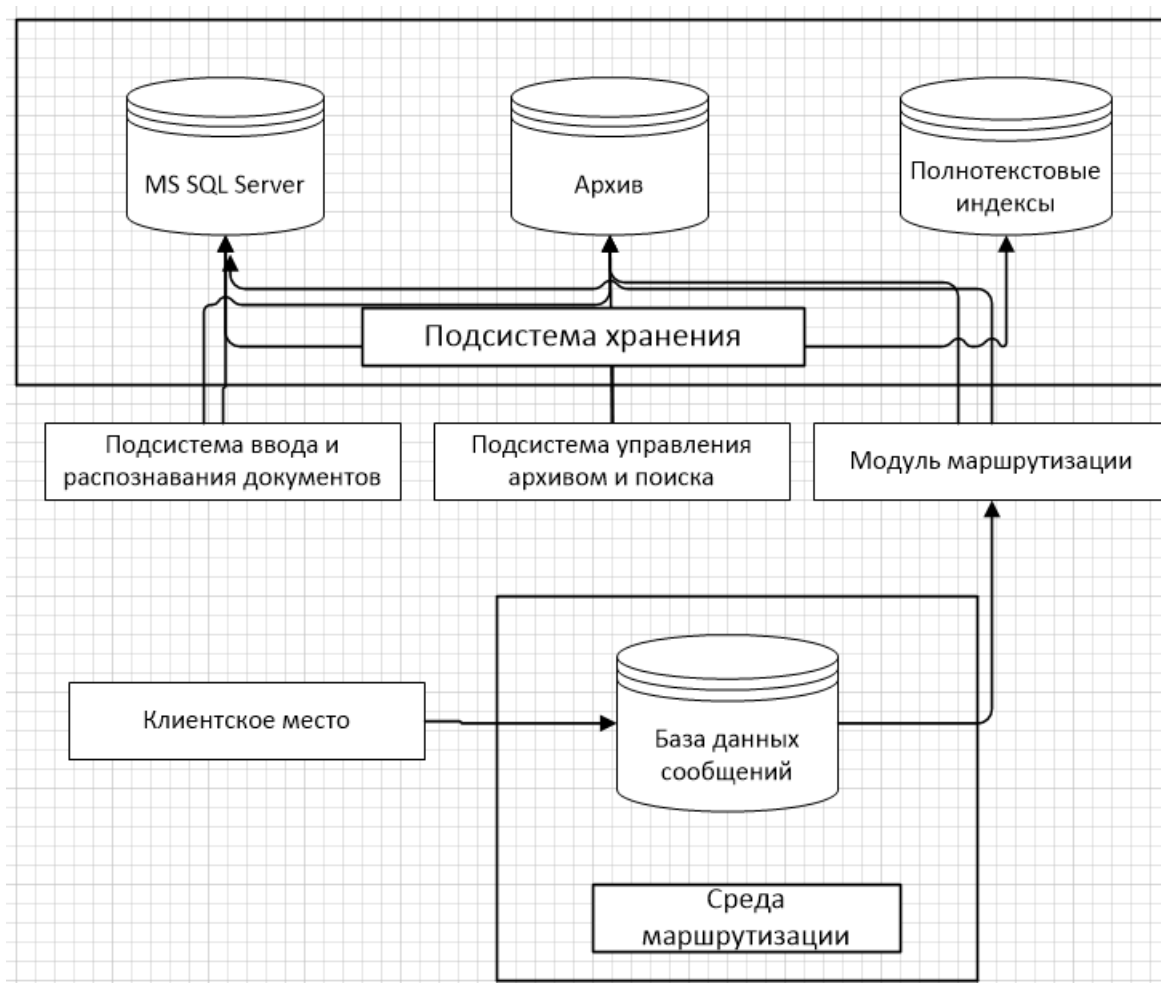 MS SQL Server
Архив
Полнотекстовые
индексы
Подсистема хранения
Подсистема ввода и
распознавания документов
Подсистема управления
архивом и поиска
Модуль маршрутизации
Клиентское место
База данных
сообщений
Среда
маршрутизации